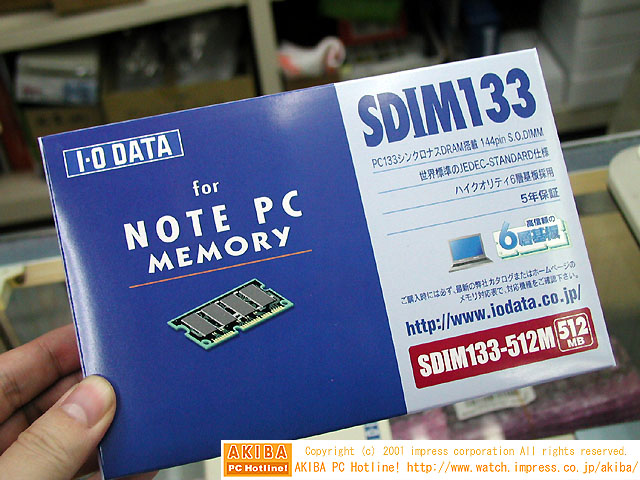 I·O DATA
for
NOTE PC
MEMORY
SDIM133
PC133シンクロナスDRAM搭載 144pin S.O.DIMM
世界標準のJEDEC-STANDARD仕様
ハイクオリティ6層基板採用
5年保証
高信頼の
6層基板
ご購入時には必ず、最新の弊社カタログまたはホームページの
メモリ対応表で、対応機種をご確認下さい。
http://www.iodata.co.jp/
SDIM133-512M 512 MB
AKIBA
PC Hotline!
Copyright (c) 2001 impress corporation All rights reserved.
AKIBA PC Hotline! http://www.watch.impress.co.jp/akiba/